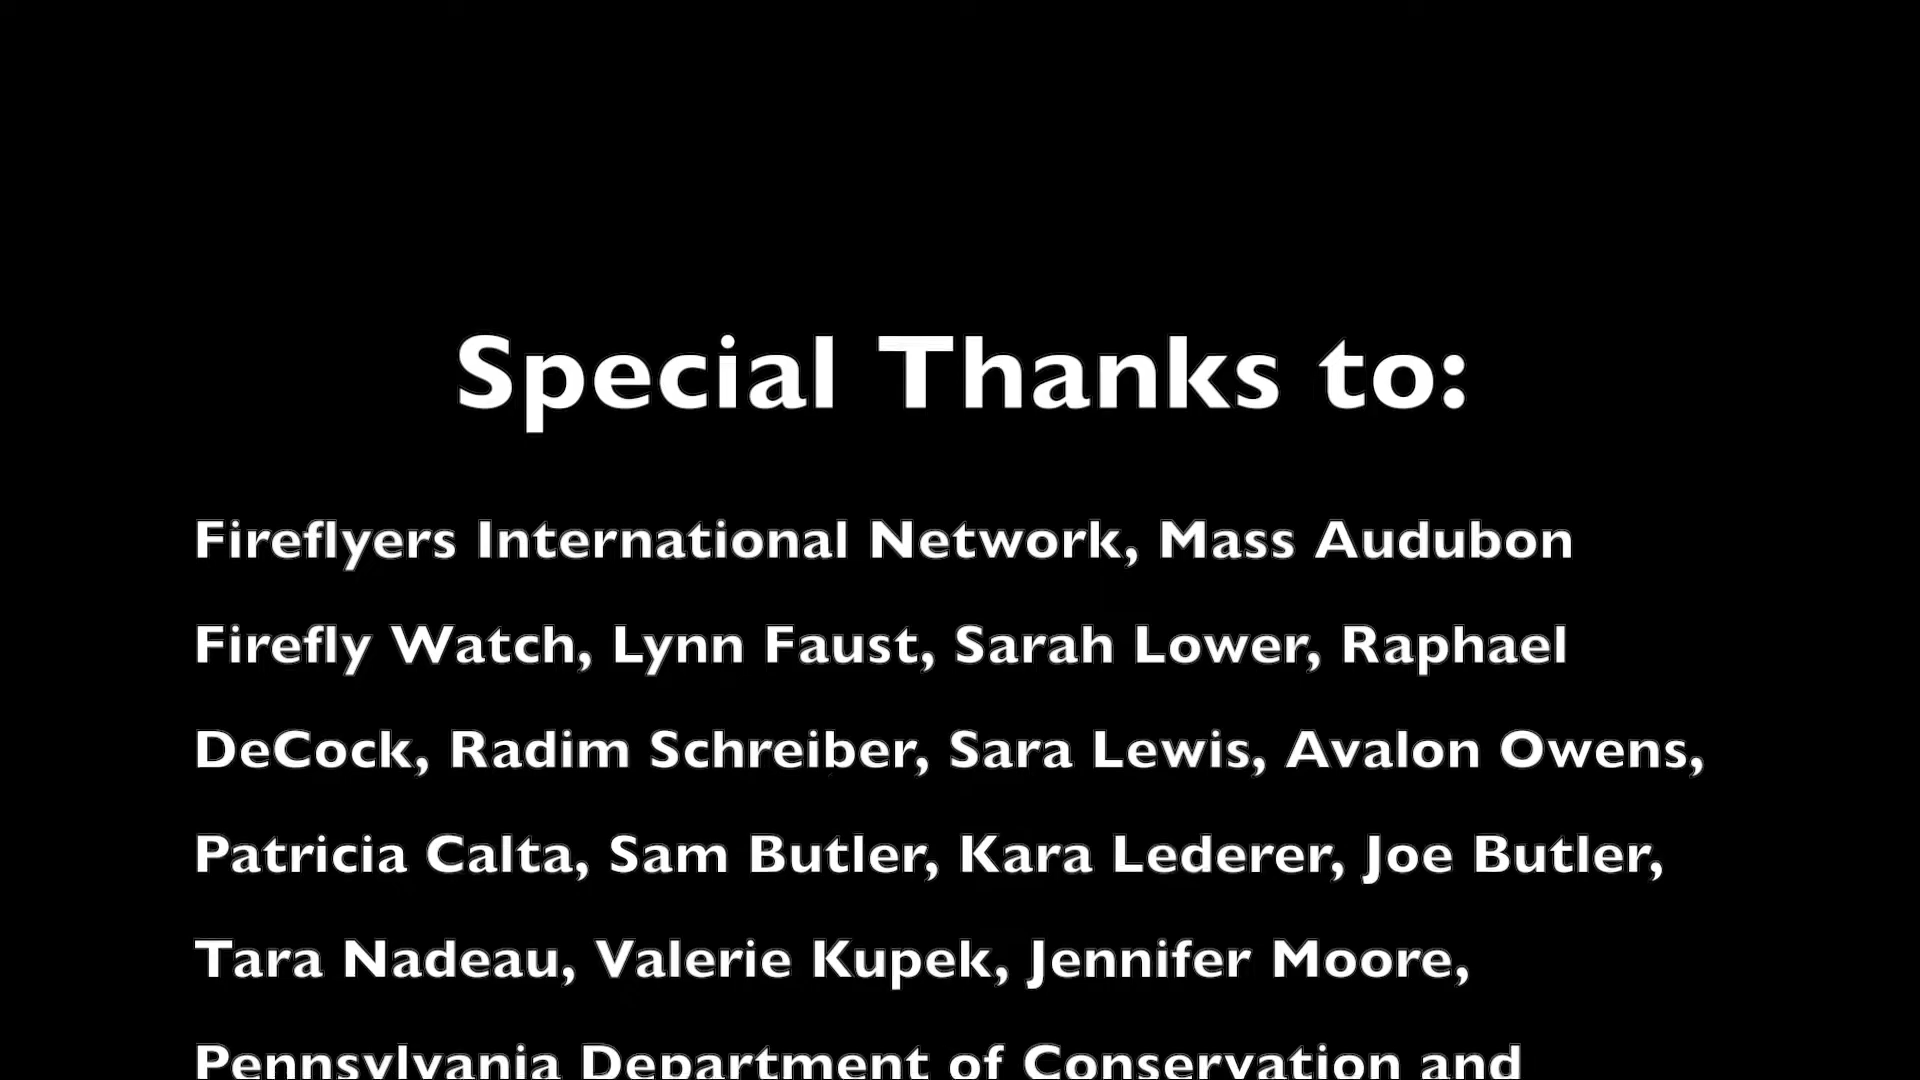 Special Thanks to:
Fireflyers International Network, Mass Audubon
Firefly Watch, Lynn Faust, Sarah Lower, Raphael
DeCock, Radim Schreiber, Sara Lewis, Avalon Owens,
Patricia Calta, Sam Butler, Kara Lederer, Joe Butler,
Tara Nadeau, Valerie Kupek, Jennifer Moore,
Pennsylvania Department of Conservation and